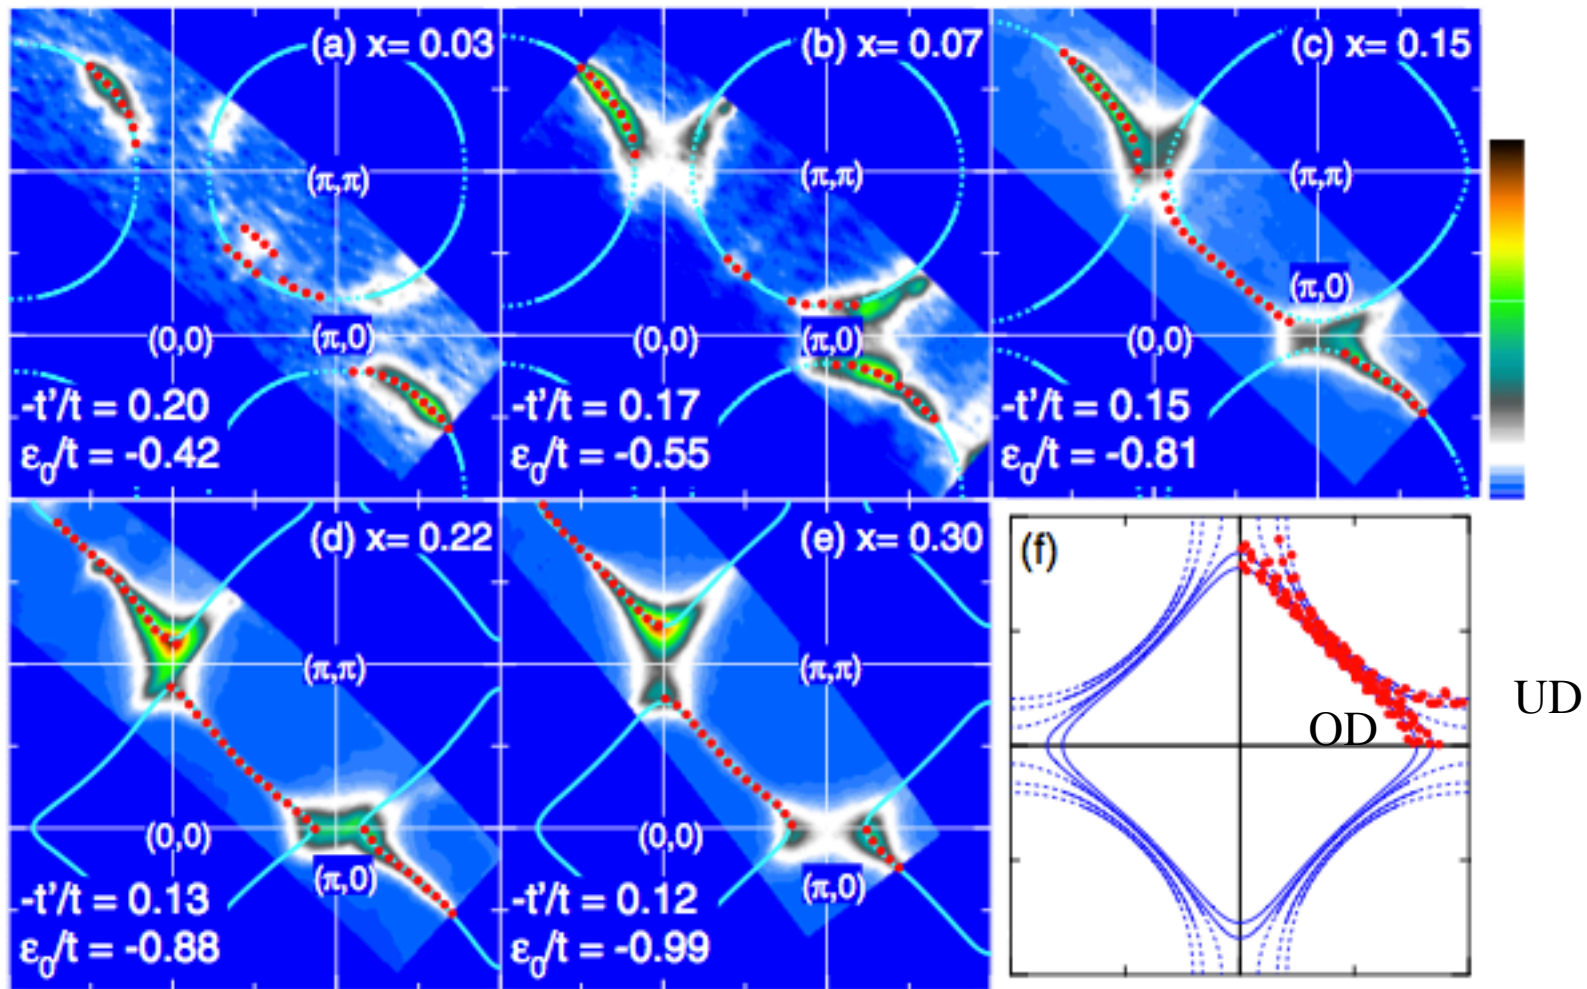 (a) x= 0.03
(π,π)
(0,0)
(π,0)
-t'/t = 0.20
ε0/t = -0.42
(b) x= 0.07
(π,π)
(0,0)
(π,0)
-t'/t = 0.17
ε0/t = -0.55
(c) x= 0.15
(π,π)
(π,0)
(0,0)
-t'/t = 0.15
ε0/t = -0.81
(d) x= 0.22
(π,π)
(0,0)
(π,0)
-t'/t = 0.13
ε0/t = -0.88
(e) x= 0.30
(π,π)
(0,0)
(π,0)
-t'/t = 0.12
ε0/t = -0.99
(f)
OD
UD